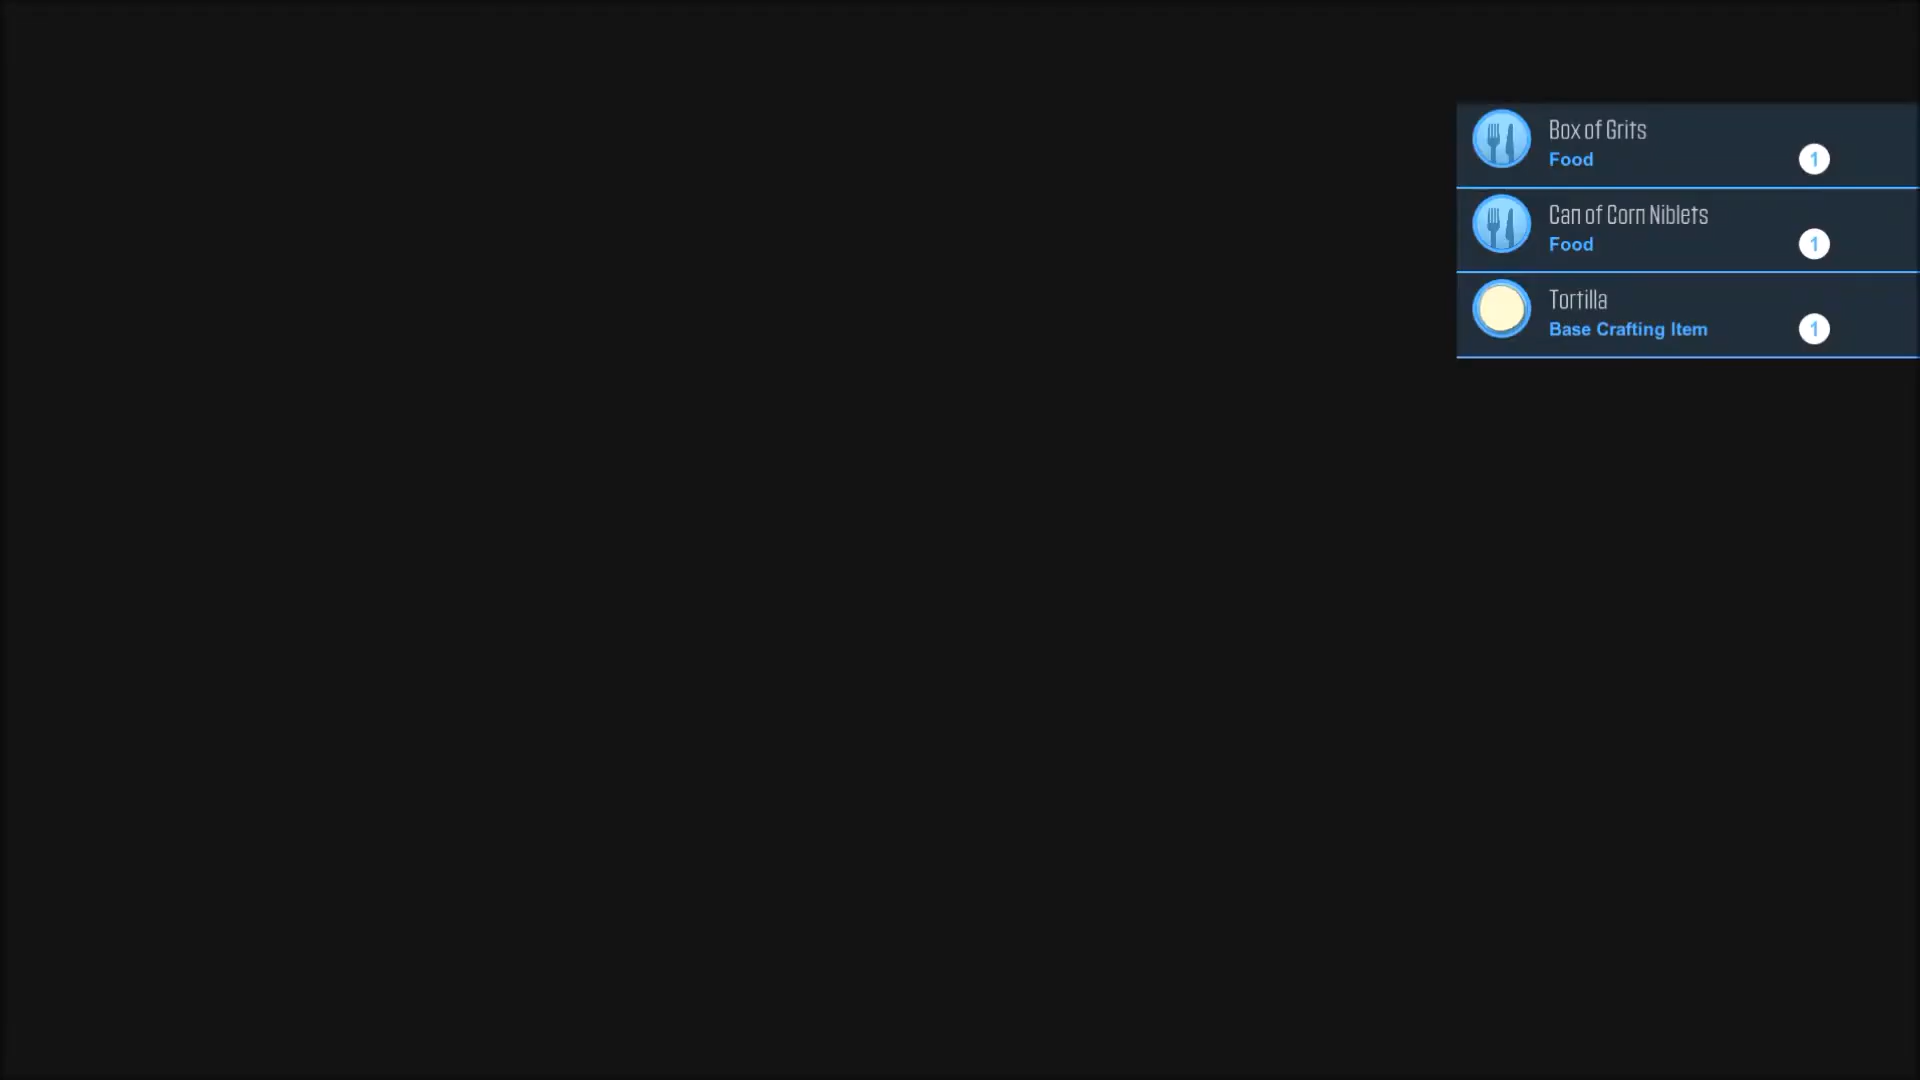 Box of Grits
Food
1
Can of Corn Niblets
Food
1
Tortilla
Base Crafting Item
1